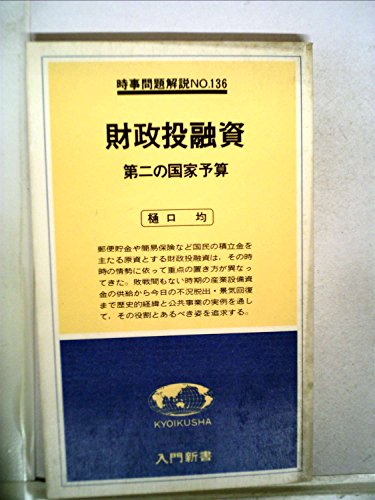 時事問題解説NO.136
財政投融資
第二の国家予算
樋口 均
郵便貯金や簡易保険など国民の積立金を
主たる原資とする財政投融資は、その時
時の情勢に依って重点の置き方が異なっ
てきた。敗戦間もない時期の産業設備資
金の供給から今日の不況脱出・景気回復
まで歴史的経緯と公共事業の実例を通し
て、その役割とあるべき姿を追求する。
KYOIKUSHA
入門新書